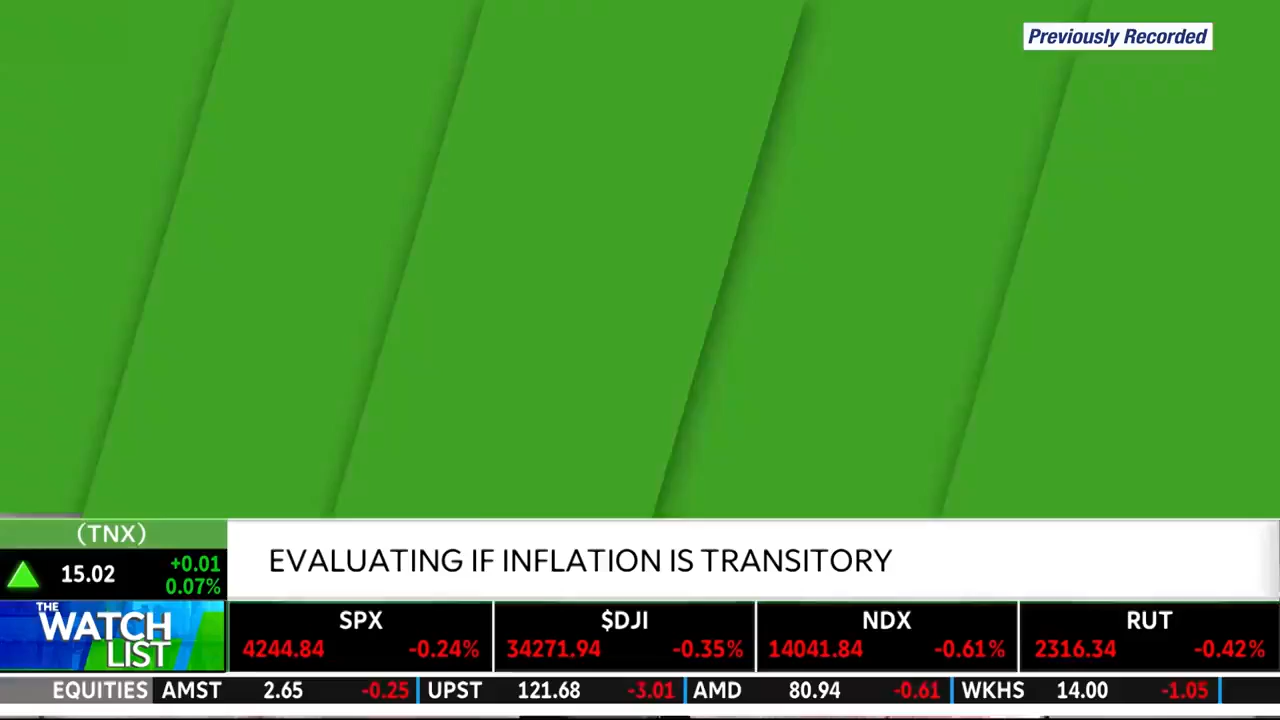 Previously Recorded
(TNX)
15.02 +0.01 0.07%
EVALUATING IF INFLATION IS TRANSITORY
THE WATCH LIST
SPX $DJI NDX RUT
4244.84 -0.24% 34271.94 -0.35% 14041.84 -0.61% 2316.34 -0.42%
EQUITIES AMST 2.65 -0.25 UPST 121.68 -3.01 AMD 80.94 -0.61 WKHS 14.00 -1.05